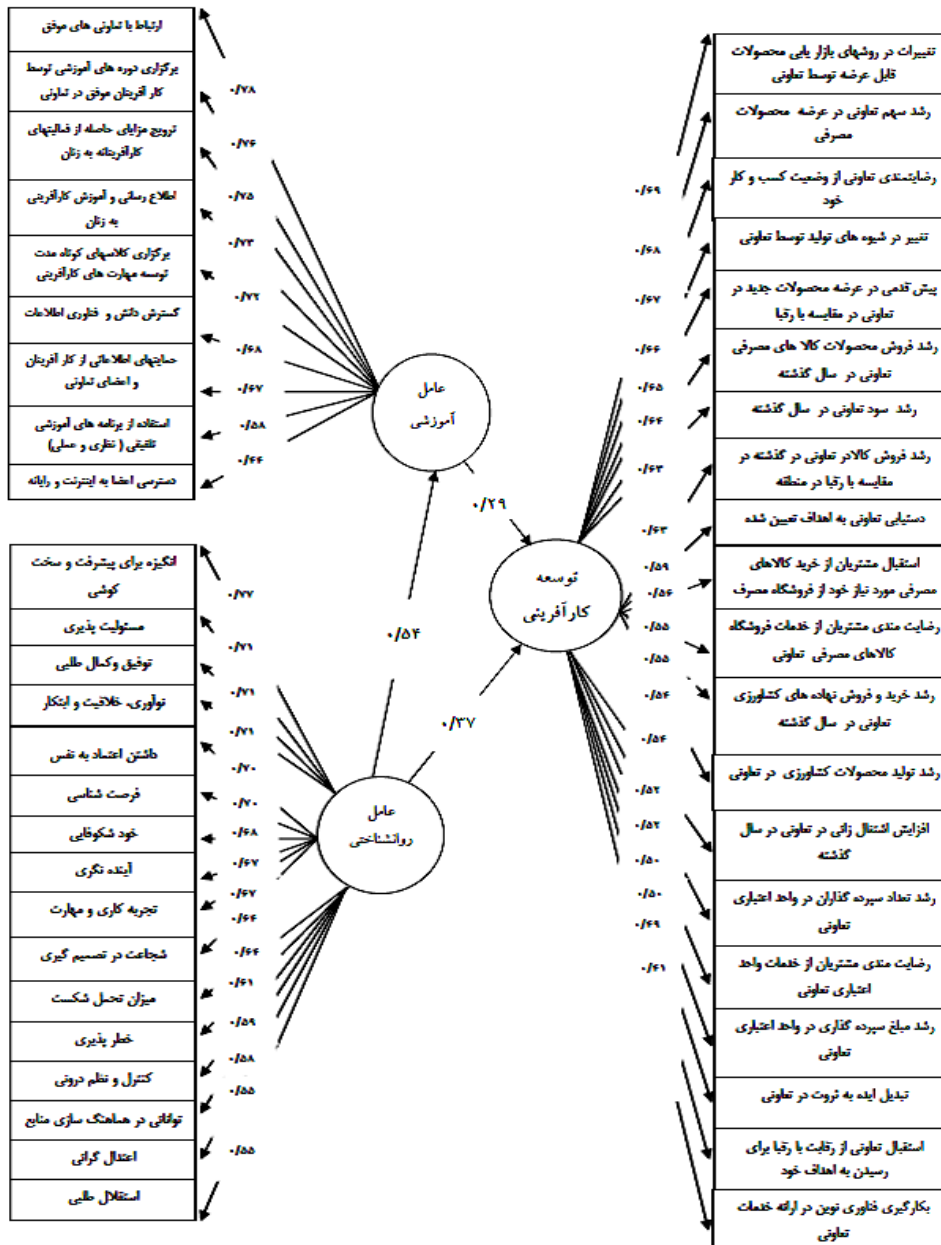 ارتباط با تعاونی های موفق
برگزاری دوره های آموزشی توسط
کار آفرینان موفق در تعاونی
ترویج مزایای حاصله از فعالیتهای
کارآفرینانه به زنان
اطلاع رسانی و آموزش کارآفرینی
به زنان
برگزاری کلاسهای کوتاه مدت
توسعه مهارت های کارآفرینی
گسترش دانش و فناوری اطلاعات
حمایتهای اطلاعاتی از کار آفرینان
و اعضای تعاونی
استفاده از برنامه های آموزشی
تلفیقی ( نظری و عملی)
دسترسی اعضا به اینترنت و رایانه
۰/۷۸
۰/۷۶
۰/۷۵
۰/۷۳
۰/۷۲
۰/۶۸
۰/۶۷
۰/۵۸
۰/۶۴
عامل
آموزشی
۰/۲۹
توسعه
کارآفرینی
۰/۵۴
۰/۳۷
عامل
روانشناختی
انگیزه برای پیشرفت و سخت
کوشی
مسئولیت پذیری
توفیق وکمال طلبی
نوآوری، خلاقیت و ابتکار
داشتن اعتماد به نفس
فرصت شناسی
خود شکوفایی
آینده نگری
تجربه کاری و مهارت
شجاعت در تصمیم گیری
میزان تحمل شکست
خطر پذیری
کنترل و نظم درونی
توانائی در هماهنگ سازی منابع
اعتدال گرائی
استقلال طلبی
۰/۷۷
۰/۷۱
۰/۷۱
۰/۷۱
۰/۷۰
۰/۷۰
۰/۶۸
۰/۶۷
۰/۶۷
۰/۶۴
۰/۶۴
۰/۶۱
۰/۵۹
۰/۵۸
۰/۵۵
۰/۵۵
تغییرات در روشهای بازار یابی محصولات
قابل عرضه توسط تعاونی
رشد سهم تعاونی در عرضه محصولات
مصرفی
رضایتمندی تعاونی از وضعیت کسب و کار
خود
تغییر در شیوه های تولید توسط تعاونی
پیش قدمی در عرضه محصولات جدید در
تعاونی در مقایسه با رقبا
رشد فروش محصولات کالا های مصرفی
تعاونی در سال گذشته
رشد سود تعاونی در سال گذشته
رشد فروش کالادر تعاونی در گذشته در
مقایسه با رقبا در منطقه
دستیابی تعاونی به اهداف تعیین شده
استقبال مشتریان از خرید کالاهای
مصرفی مورد نیاز خود از فروشگاه مصرف
رضایت مندی مشتریان از خدمات فروشگاه
کالاهای مصرفی تعاونی
رشد خرید و فروش نهاده های کشاورزی
تعاونی در سال گذشته
رشد تولید محصولات کشاورزی در تعاونی
افزایش اشتغال زائی در تعاونی در سال
گذشته
رشد تعداد سپرده گذاران در واحد اعتباری
تعاونی
رضایت مندی مشتریان از خدمات واحد
اعتباری تعاونی
رشد مبلغ سپرده گذاری در واحد اعتباری
تعاونی
تبدیل ایده به ثروت در تعاونی
استقبال تعاونی از رقابت با رقبا برای
رسیدن به اهداف خود
بکارگیری فناوری نوین در ارائه خدمات
تعاونی
۰/۶۹
۰/۶۸
۰/۶۷
۰/۶۶
۰/۶۵
۰/۶۴
۰/۶۳
۰/۶۳
۰/۵۹
۰/۵۶
۰/۵۵
۰/۵۵
۰/۵۴
۰/۵۴
۰/۵۲
۰/۵۲
۰/۵۰
۰/۵۰
۰/۴۹
۰/۴۱